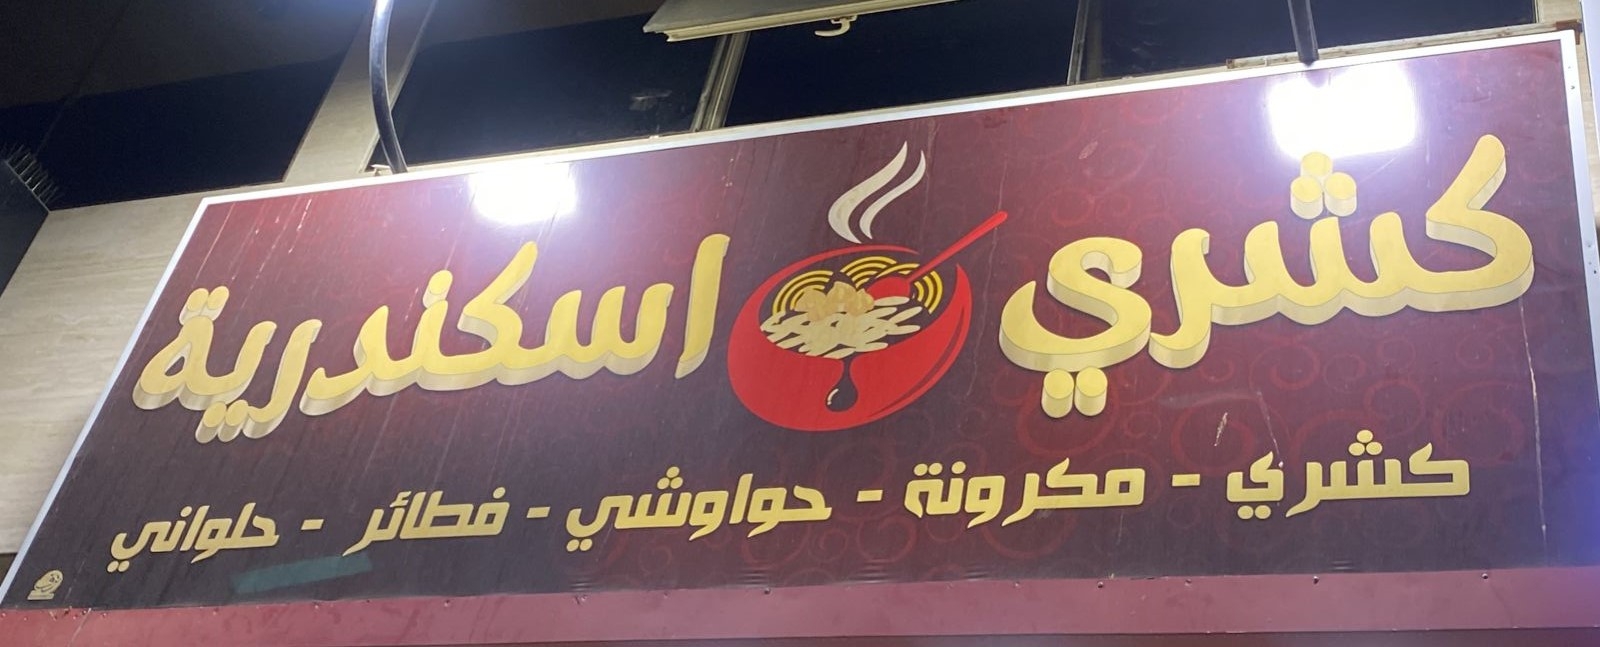 كشري اسكندرية
كشري - مكرونة - حواوشي - فطائر - حلواني